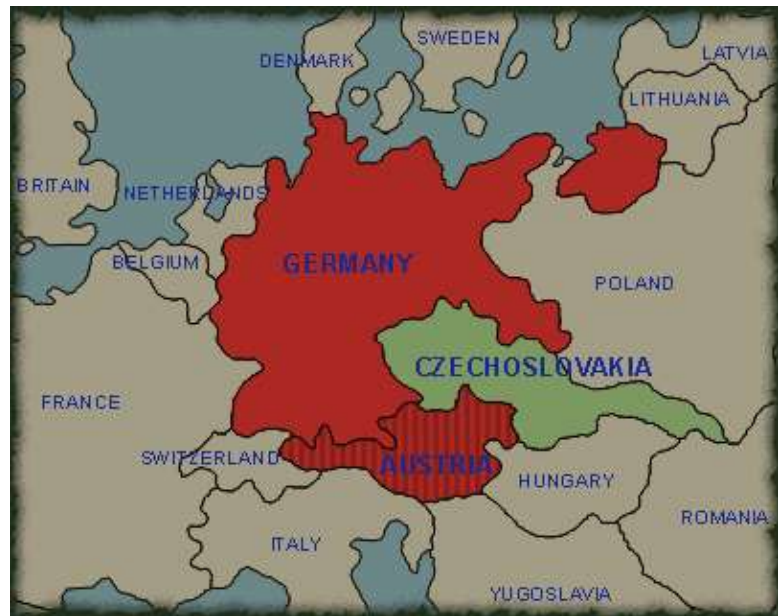 SWEDEN
DENMARK
LATVIA
LITHUANIA
BRITAIN
NETHERLANDS
BELGIUM
GERMANY
POLAND
CZECHOSLOVAKIA
FRANCE
SWITZERLAND
AUSTRIA
HUNGARY
ROMANIA
ITALY
YUGOSLAVIA